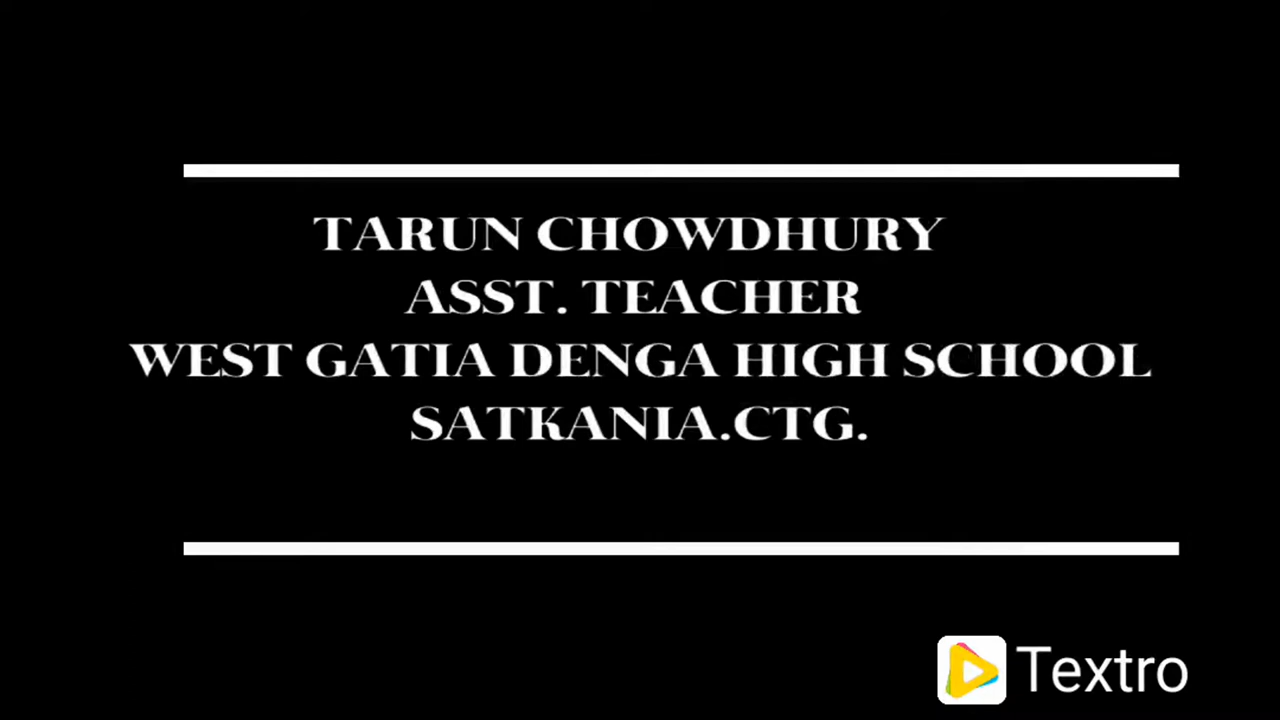 TARUN CHOWDHURY
ASST. TEACHER
WEST GATIA DENGA HIGH SCHOOL
SATKANIA.CTG.
Textro